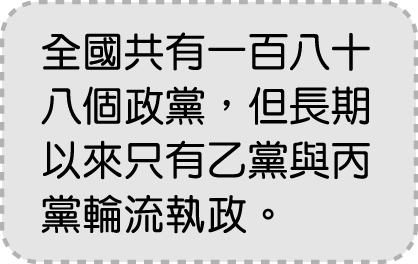 全國共有一百八十
八個政黨，但長期
以來只有乙黨與丙
黨輪流執政。